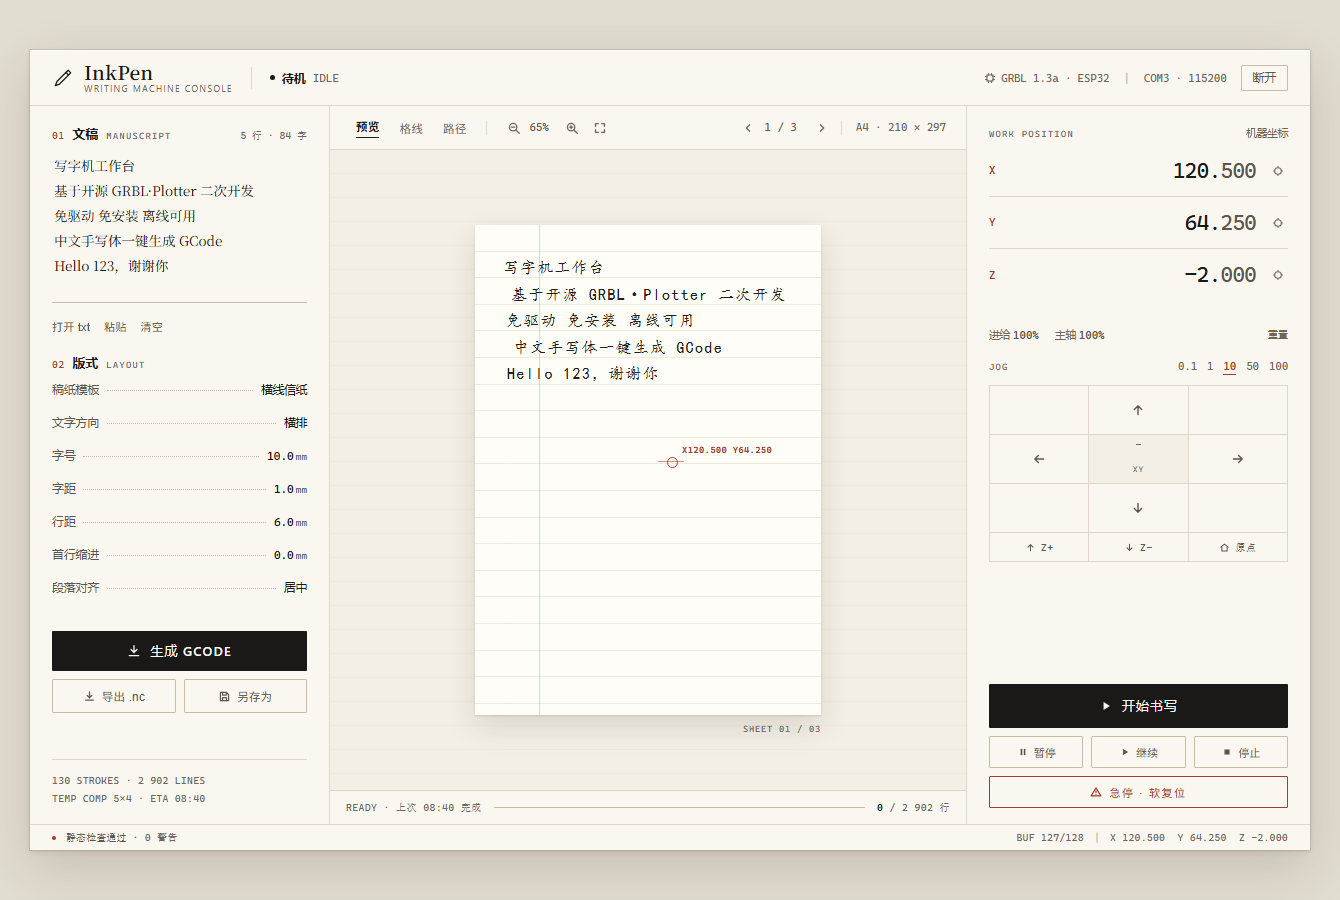 InkPen
WRITING MACHINE CONSOLE
待机 IDLE
GRBL 1.3a · ESP32 | COM3 · 115200 断开
01 文稿 MANUSCRIPT 5 行 · 84 字
写字机工作台
基于开源 GRBL·Plotter 二次开发
免驱动 免安装 离线可用
中文手写体一键生成 GCode
Hello 123，谢谢你
打开 txt 粘贴 清空
02 版式 LAYOUT
稿纸模板 横线信纸
文字方向 横排
字号 10.0 mm
字距 1.0 mm
行距 6.0 mm
首行缩进 0.0 mm
段落对齐 居中
生成 GCODE
导出 .nc 另存为
130 STROKES · 2 902 LINES
TEMP COMP 5×4 · ETA 08:40
预览 格线 路径 65% 1 / 3 A4 · 210 × 297
写字机工作台
基于开源 GRBL·Plotter 二次开发
免驱动 免安装 离线可用
中文手写体一键生成 GCode
Hello 123，谢谢你
X120.500 Y64.250
SHEET 01 / 03
READY · 上次 08:40 完成 0 / 2 902 行
WORK POSITION 机器坐标
X 120.500
Y 64.250
Z −2.000
进给 100% 主轴 100% 重置
JOG 0.1 1 10 50 100
XY
Z+ Z− 原点
开始书写
暂停 继续 停止
急停 · 软复位
静态检查通过 · 0 警告
BUF 127/128 | X 120.500 Y 64.250 Z −2.000